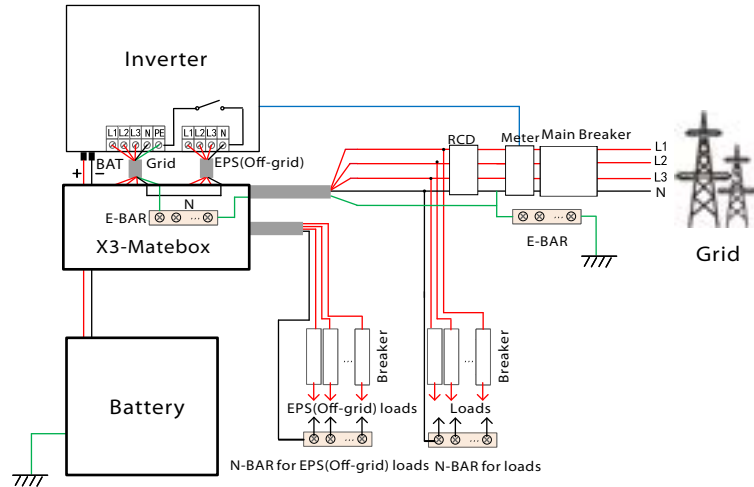 Inverter
L1 L2 L3 N PE
L1 L2 L3 N
+ BAT −
Grid
EPS(Off-grid)
RCD
Meter
Main Breaker
L1
L2
L3
N
N
E-BAR
...
X3-Matebox
...
E-BAR
Grid
...
Breaker
...
Breaker
Battery
EPS(Off-grid) loads
Loads
...
...
N-BAR for EPS(Off-grid) loads
N-BAR for loads